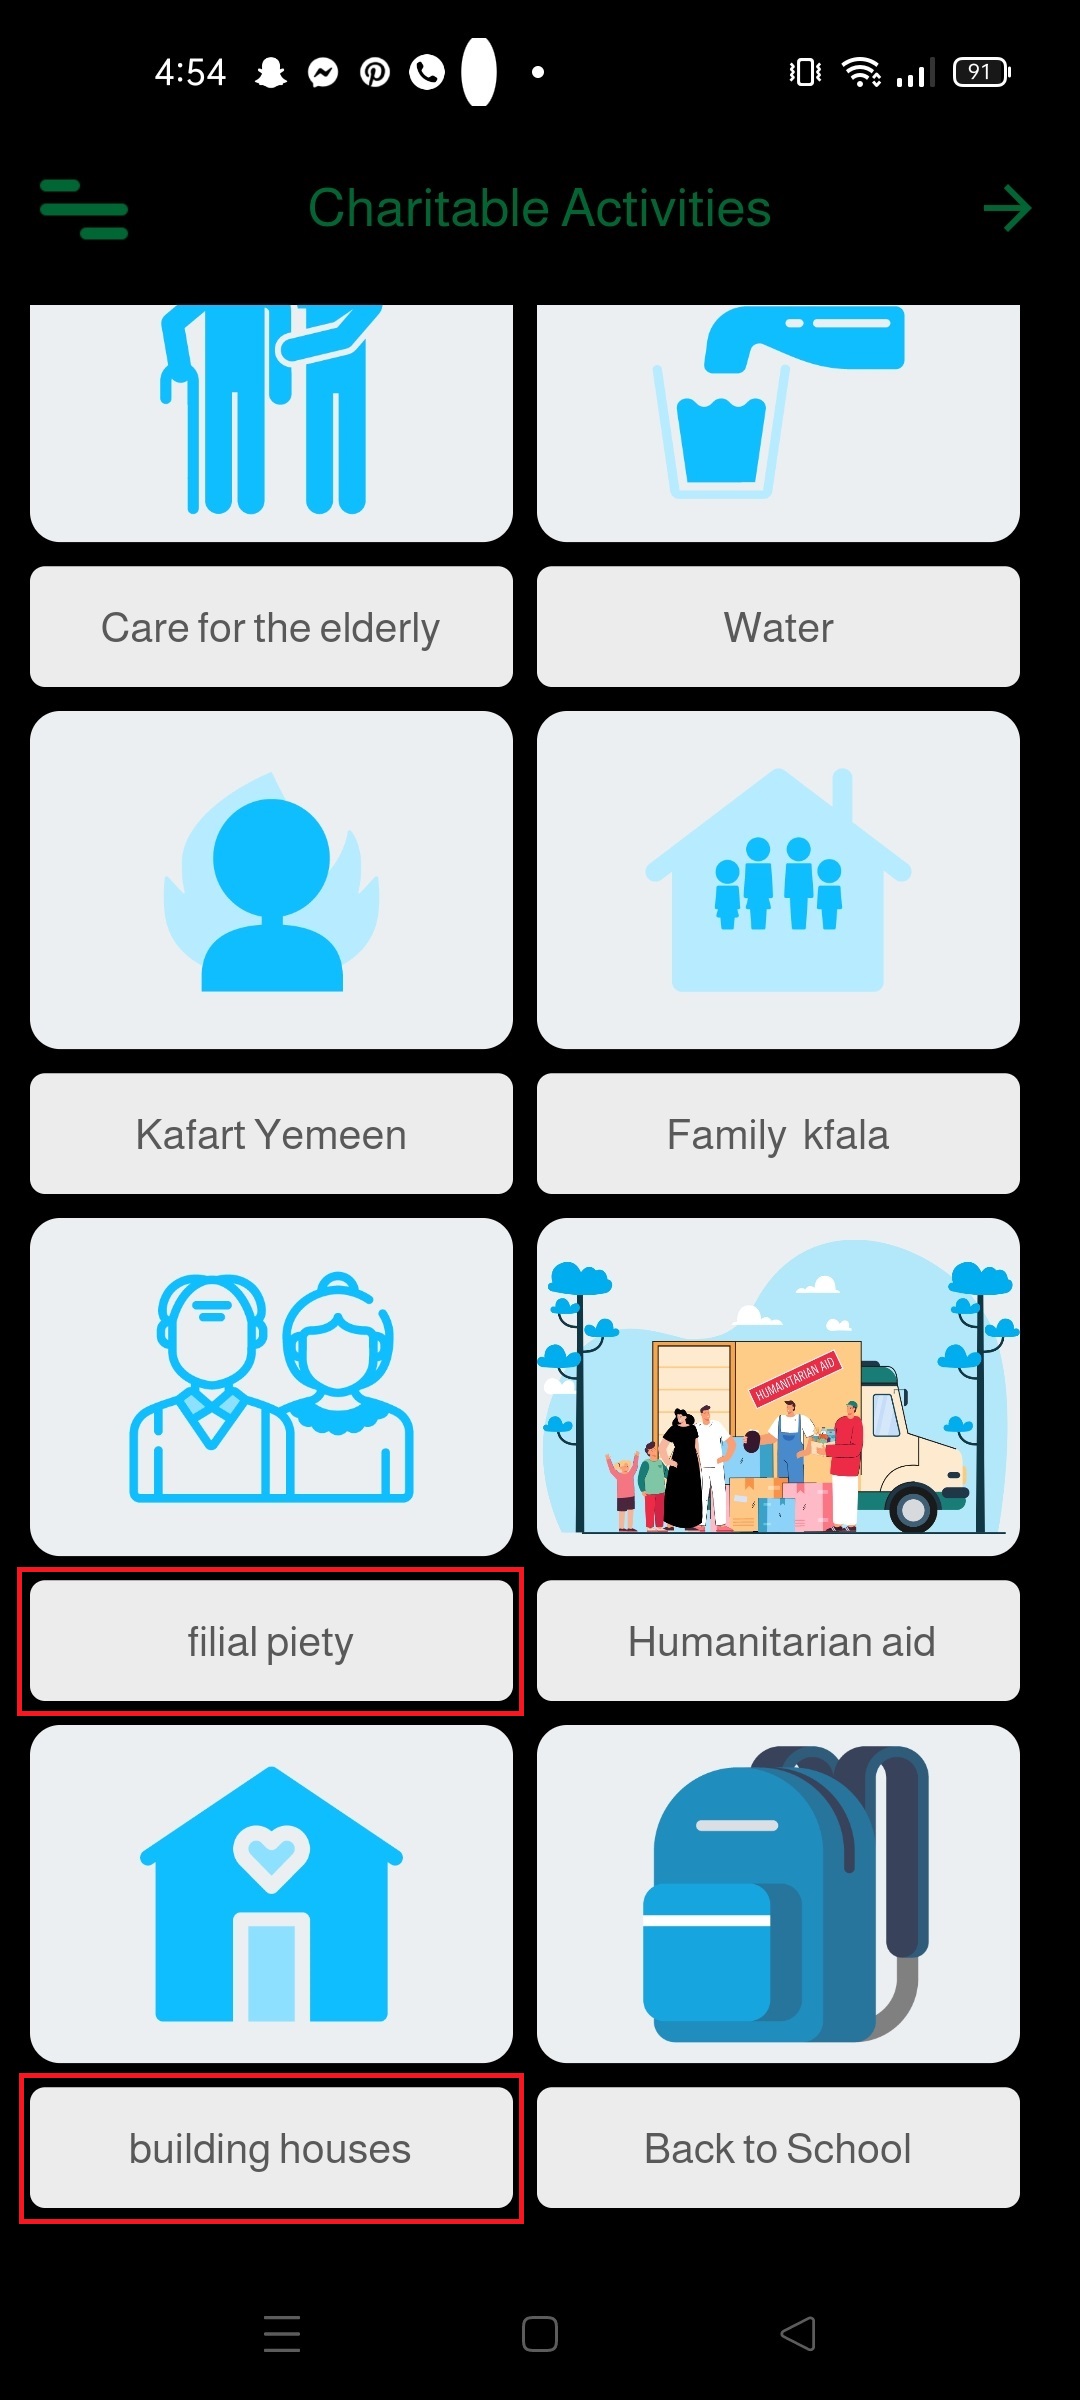 4:54
91
Charitable Activities
Care for the elderly
Water
Kafart Yemeen
Family kfala
HUMANITARIAN AID
filial piety
Humanitarian aid
building houses
Back to School